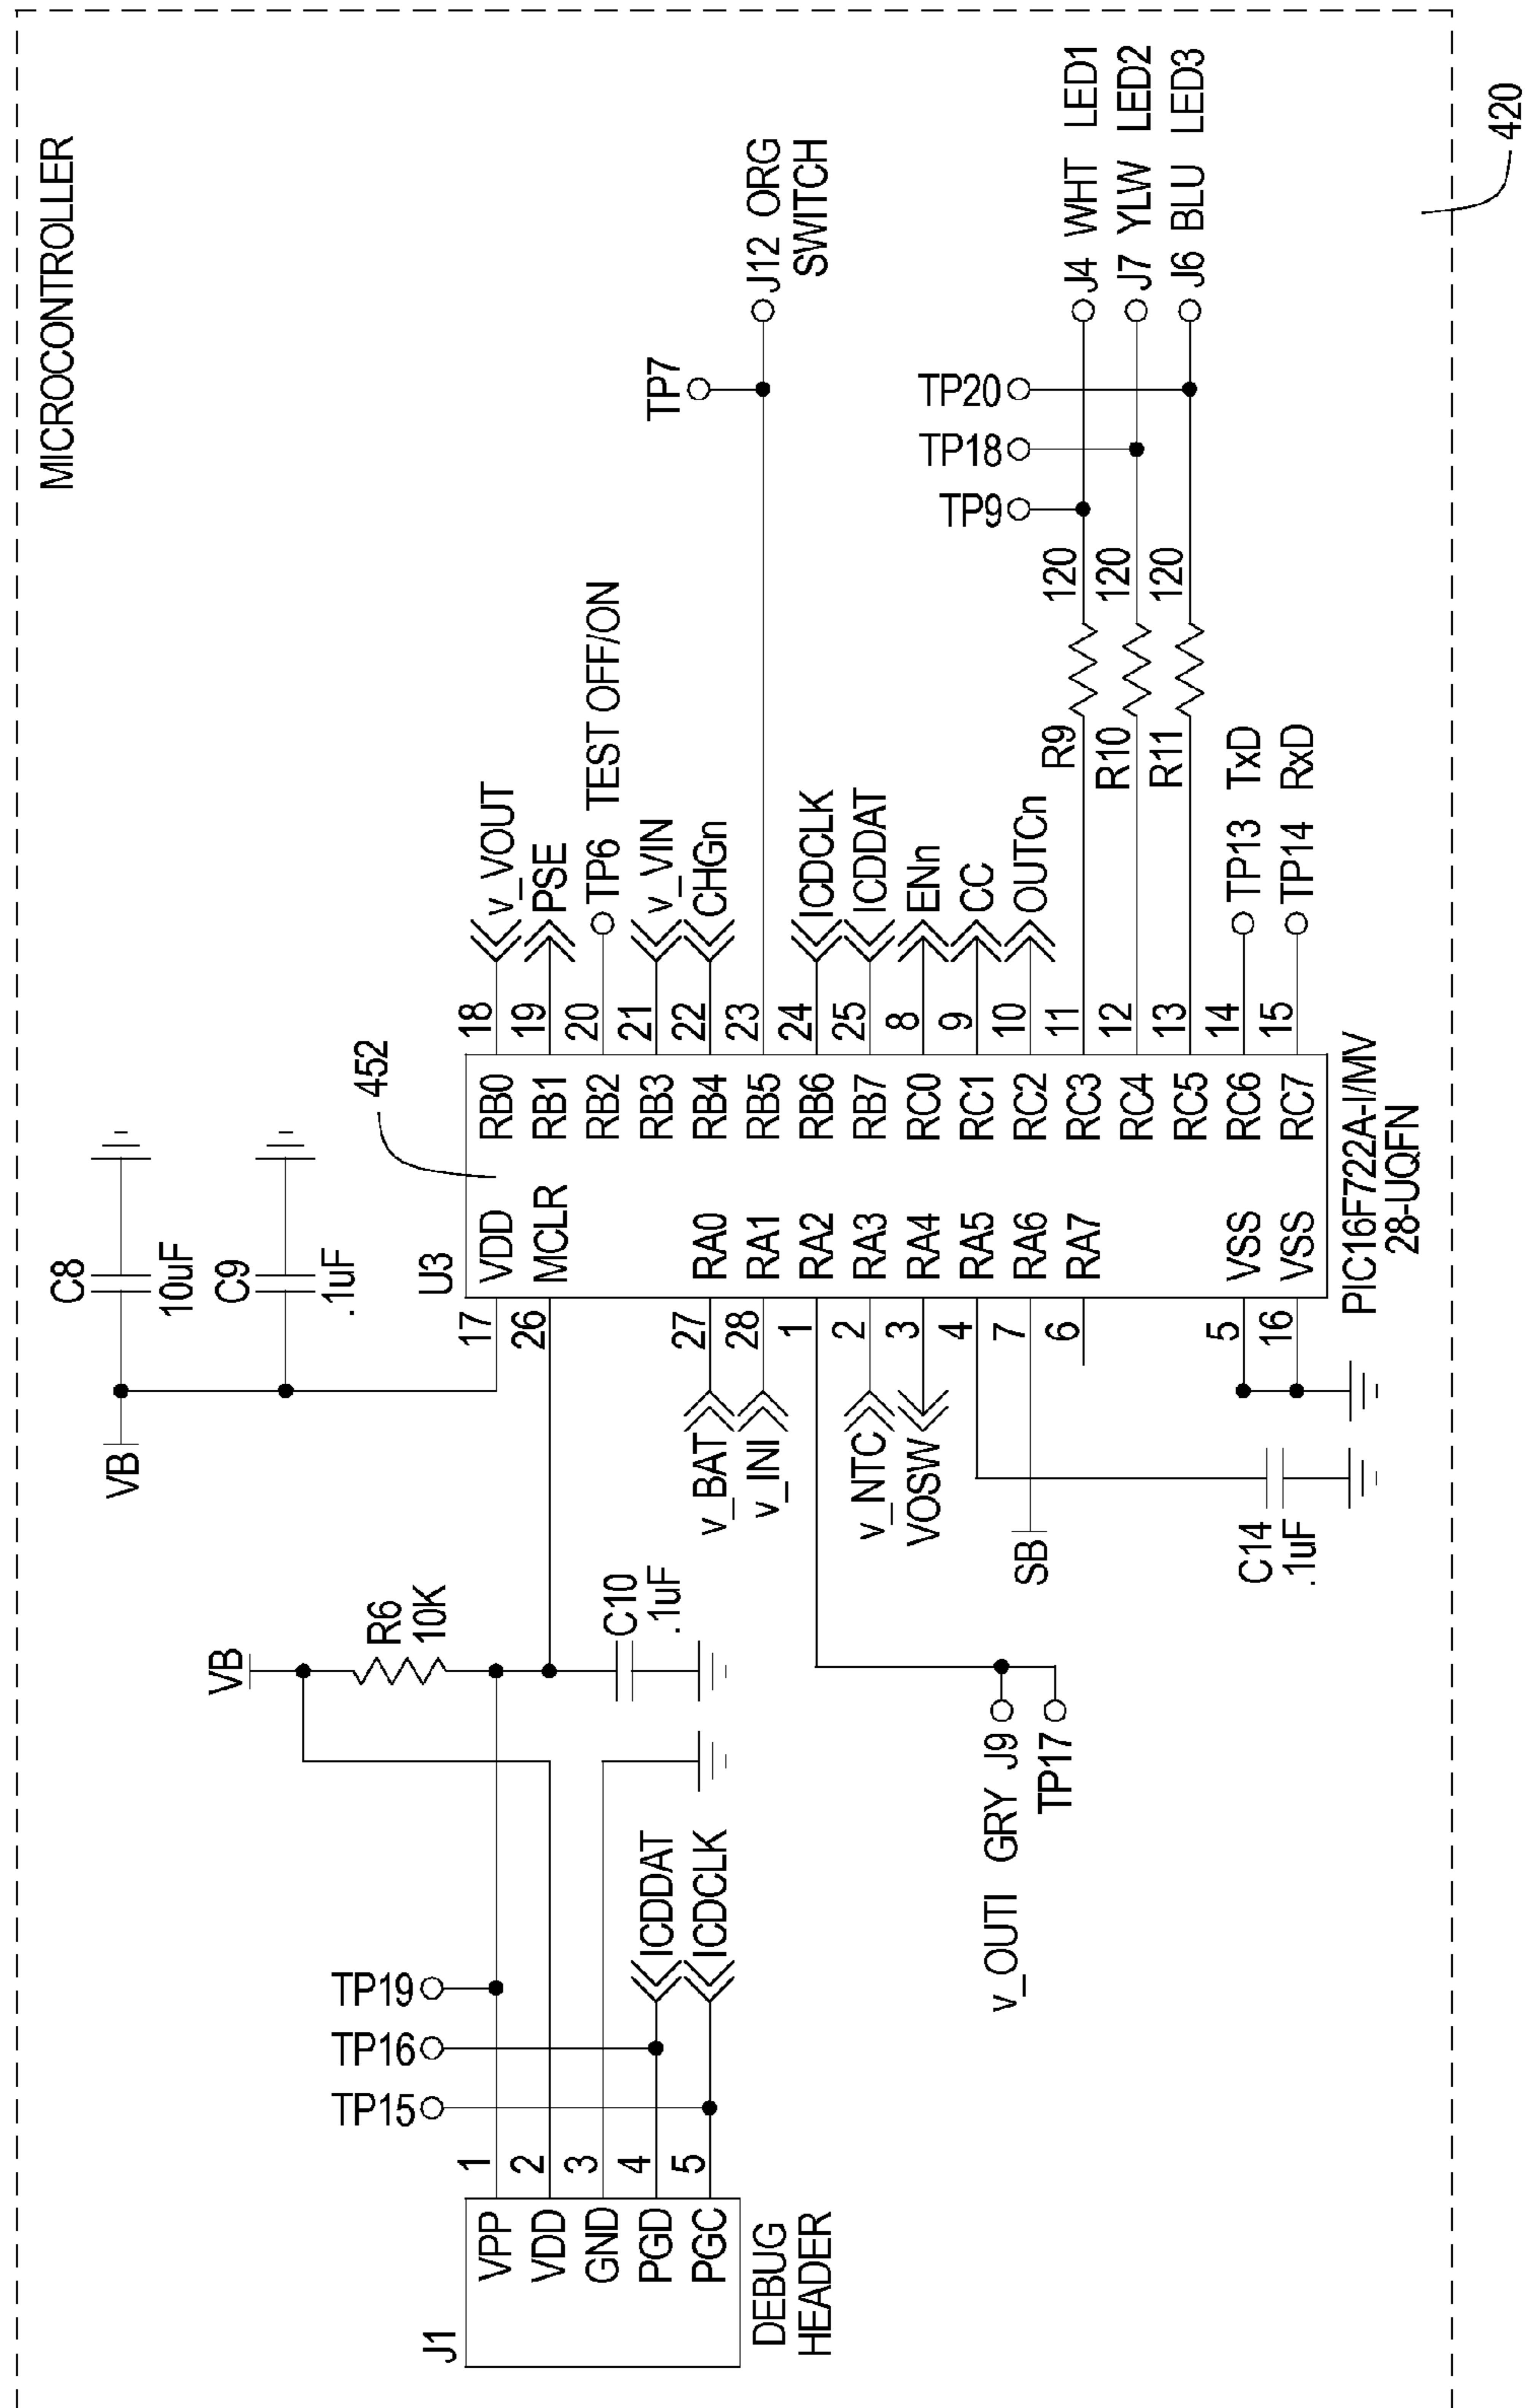 MICROCONTROLLER
VB
C8
10uF
C9
.1uF
452
VB
R6
10K
C10
.1uF
TP19
TP16
TP15
J1
VPP 1
VDD 2
GND 3
PGD 4
PGC 5
ICDDAT
ICDCLK
DEBUG
HEADER
U3
17 VDD
26 MCLR
v_BAT 27 RA0
v_INI 28 RA1
1 RA2
v_NTC 2 RA3
VOSW 3 RA4
4 RA5
SB 7 RA6
6 RA7
5 VSS
16 VSS
v_OUTI GRY J9
TP17
C14
.1uF
RB0 18 v_VOUT
RB1 19 PSE
RB2 20 TP6 TEST OFF/ON
RB3 21 v_VIN
RB4 22 CHGn
RB5 23
RB6 24 ICDCLK
RB7 25 ICDDAT
RC0 8 ENn
RC1 9 CC
RC2 10 OUTCn
RC3 11
RC4 12
RC5 13
RC6 14 TP13 TxD
RC7 15 TP14 RxD
PIC16F722A-I/MV
28-UQFN
TP7
J12 ORG
SWITCH
TP20
TP18
TP9
R9 120 J4 WHT LED1
R10 120 J7 YLW LED2
R11 120 J6 BLU LED3
420